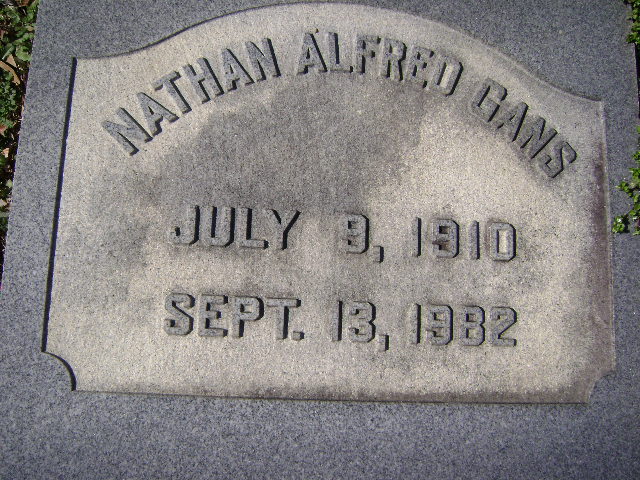 NATHAN ALFRED GANS
JULY 9, 1910
SEPT. 13, 1982